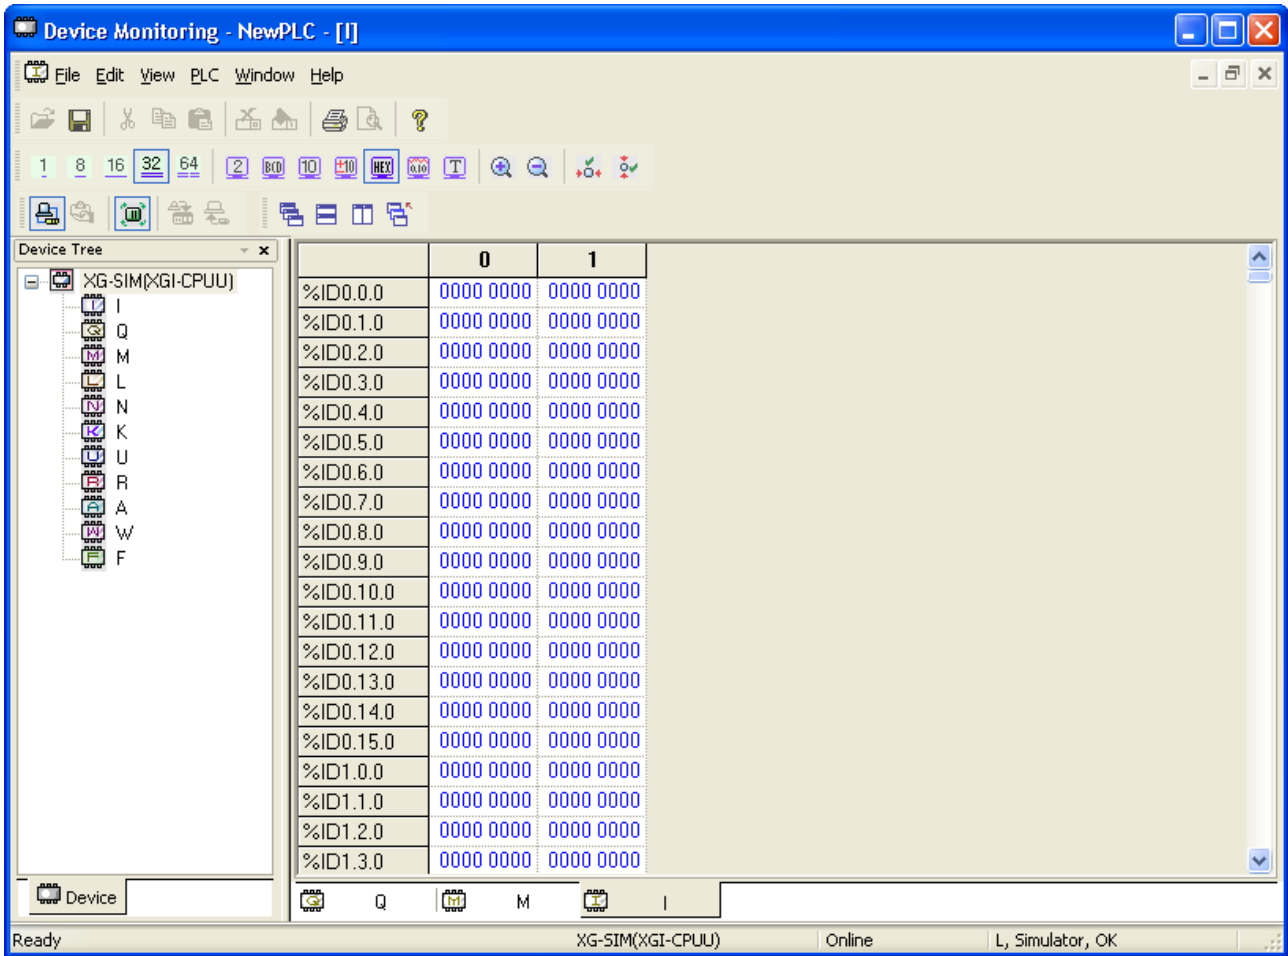 Device Monitoring - NewPLC - [I]
File Edit View PLC Window Help
1 8 16 32 64 2 BCD 10 ±10 HEX 0.10 T
Device Tree
XG-SIM(XGI-CPUU)
I
Q
M
L
N
K
U
R
A
W
F
Device
0 1
%ID0.0.0 0000 0000 0000 0000
%ID0.1.0 0000 0000 0000 0000
%ID0.2.0 0000 0000 0000 0000
%ID0.3.0 0000 0000 0000 0000
%ID0.4.0 0000 0000 0000 0000
%ID0.5.0 0000 0000 0000 0000
%ID0.6.0 0000 0000 0000 0000
%ID0.7.0 0000 0000 0000 0000
%ID0.8.0 0000 0000 0000 0000
%ID0.9.0 0000 0000 0000 0000
%ID0.10.0 0000 0000 0000 0000
%ID0.11.0 0000 0000 0000 0000
%ID0.12.0 0000 0000 0000 0000
%ID0.13.0 0000 0000 0000 0000
%ID0.14.0 0000 0000 0000 0000
%ID0.15.0 0000 0000 0000 0000
%ID1.0.0 0000 0000 0000 0000
%ID1.1.0 0000 0000 0000 0000
%ID1.2.0 0000 0000 0000 0000
%ID1.3.0 0000 0000 0000 0000
Q M I
Ready XG-SIM(XGI-CPUU) Online L, Simulator, OK